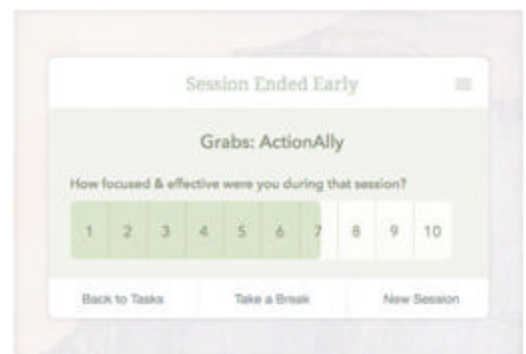 Session Ended Early
Grabs: ActionAlly
How focused & effective were you during that session?
1 2 3 4 5 6 7 8 9 10
Back to Tasks Take a Break New Session